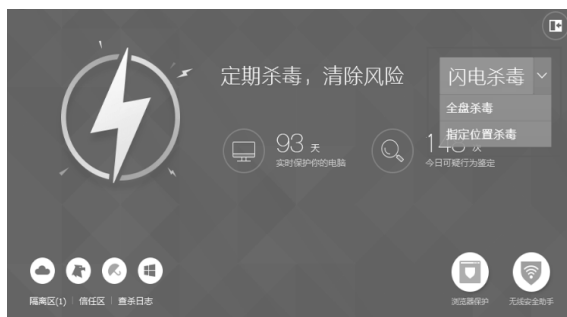 定期杀毒，清除风险
闪电杀毒
全盘杀毒
指定位置杀毒
93 天
实时保护你的电脑
次
今日可疑行为鉴定
隔离区(1) | 信任区 | 查杀日志
浏览器保护
无线安全助手